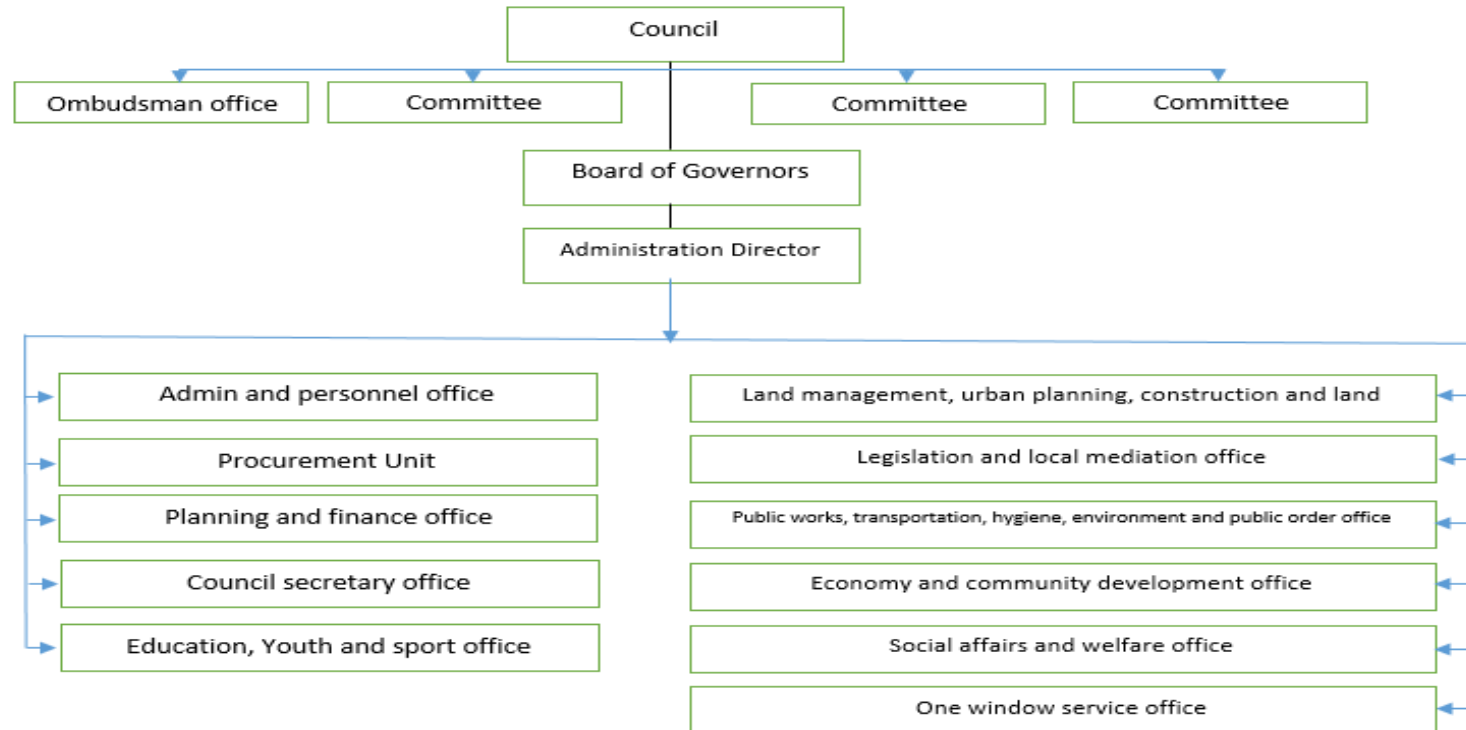 Council
Ombudsman office
Committee
Committee
Committee
Board of Governors
Administration Director
Admin and personnel office
Procurement Unit
Planning and finance office
Council secretary office
Education, Youth and sport office
Land management, urban planning, construction and land
Legislation and local mediation office
Public works, transportation, hygiene, environment and public order office
Economy and community development office
Social affairs and welfare office
One window service office